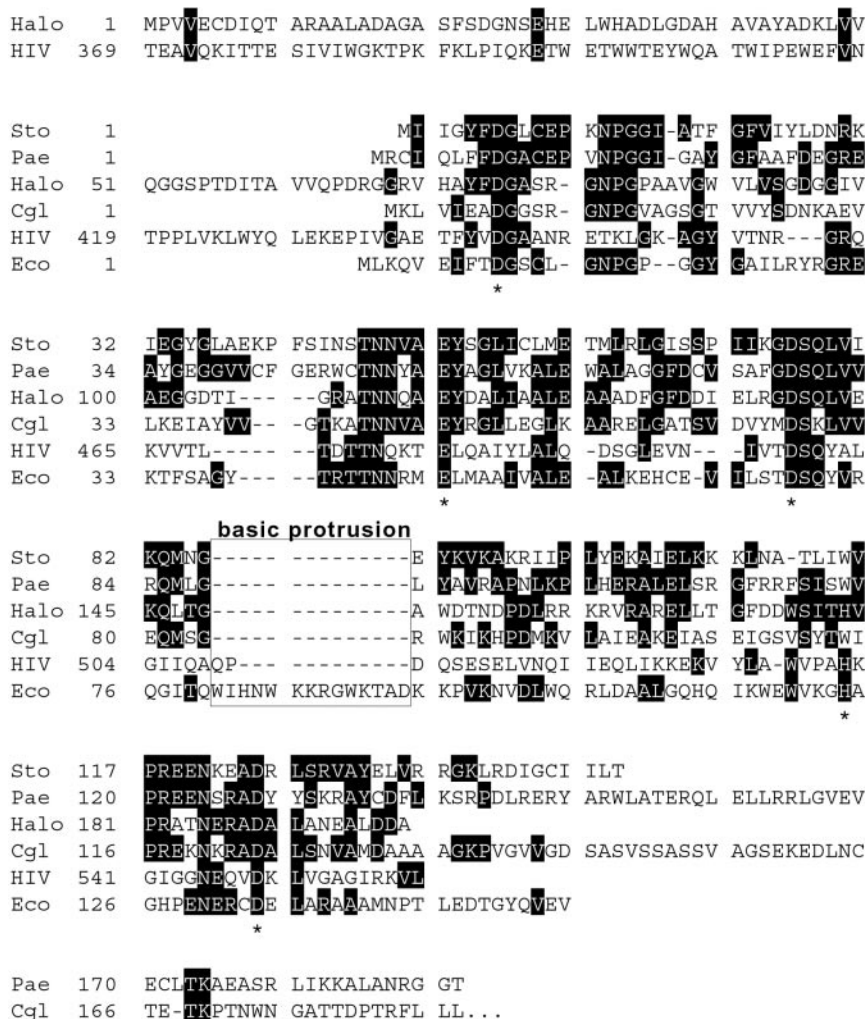 Halo 1 MPVVECDIQT ARAALADAGA SFSDGNSEHE LWHADLGDAH AVAYADKLVV
HIV 369 TEAVQKITTE SIVIWGKTPK FKLPIQKETW ETWWTEYWQA TWIPEWEFVN
Sto 1 MI IGYFDGLCEP KNPGGI-ATF GFVIYLDNRK
Pae 1 MRCI QLFFDGACEP VNPGGI-GAY GFAAFDEGRE
Halo 51 QGGSPTDITA VVQPDRGGRV HAYFDGASR- GNPGPAAVGW VLVSGDGGIV
Cgl 1 MKLV VIEADGGSR- GNPGVAGSGT VVYSDNKAEV
HIV 419 TPPLVKLWYQ LEKEPIVGAE TFYVDGAANR ETKLGK-AGY VTNR---GRQ
Eco 1 MLKQV EIFTDGSCL- GNPGP--GGY GAILRYRGRE
*
Sto 32 IEGYGLAEKP FSINSTNNVA EYSGLICLME TMLRLGISSP IIKGDSQLVI
Pae 34 AYGEGGVVCF GERWCTNNYA EYAGLVKALE WALAGGFDCV SAFGDSQLVV
Halo 100 AEGGDTI--- -GRATNNQA EYDALIAALE AAADFGFDDI ELRGDSQLVE
Cgl 33 LKEIAYVV-- -GTKATNNVA EYRGLLEGLK AARELGATSV DVYMDSKLVV
HIV 465 KVVTL----- -TDTTNQKT ELQAIYLALQ -DSGLEVN-- -IVTDSQYAL
Eco 33 KTFSAGY--- -TRTTNNRM ELMAAIVALE -ALKEHCE-V ILSTDSQYVR
* *
basic protrusion
Sto 82 KQMNG----- ---------E YKVKAKRIIP LYEKAIELKK KLNA-TLIWV
Pae 84 RQMLG----- ---------L YAVRAPNLKP LHERALELSR GFRRFSISWV
Halo 145 KQLTG----- ---------A WDTNDPDLRR KRVRARELLT GFDDWSITHV
Cgl 80 EQMSG----- ---------R WKIKHPDMKV LAIEAKEIAS EIGSVSYTWI
HIV 504 GIIQAQP--- ---------D QSESELVNQI IEQLIKKEKV YLA-WVPAHK
Eco 76 QGITQWIHNW KKRGWKTADK KPVKNVDLWQ RLDAALGQHQ IKWEWVKGHA
*
Sto 117 PREENKEADR LSRVAYELVR RGKLRDIGCI ILT
Pae 120 PREENSRADY YSKRAYCDFL KSRPDLRERY ARWLATERQL ELLRRLGVEV
Halo 181 PRATNERADA LANEALDDA
Cgl 116 PREKNKRADA LSNVAMDAAA AGKPVGVVGD SASVSSASSV AGSEKEDLNC
HIV 541 GIGGNEQVDK LVGAGIRKVL
Eco 126 GHPENERCDE LARAAAMNPT LEDTGYQVEV
*
Pae 170 ECLTKAEASR LIKKALANRG GT
Cgl 166 TE-TKPTNWN GATTDPTRFL LL...